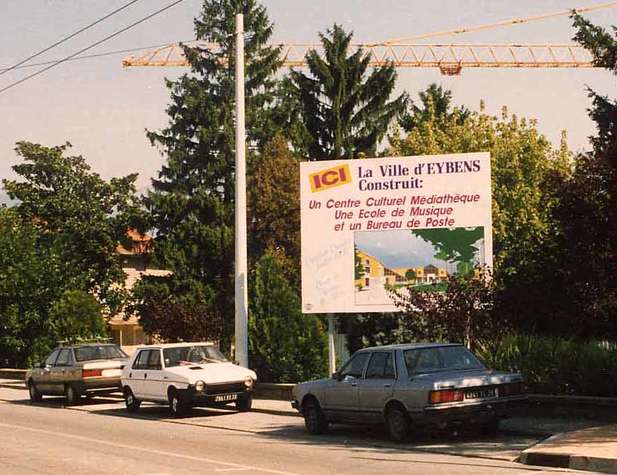 ICI La Ville d'EYBENS
Construit:
Un Centre Culturel Médiathèque
Une Ecole de Musique
et un Bureau de Poste